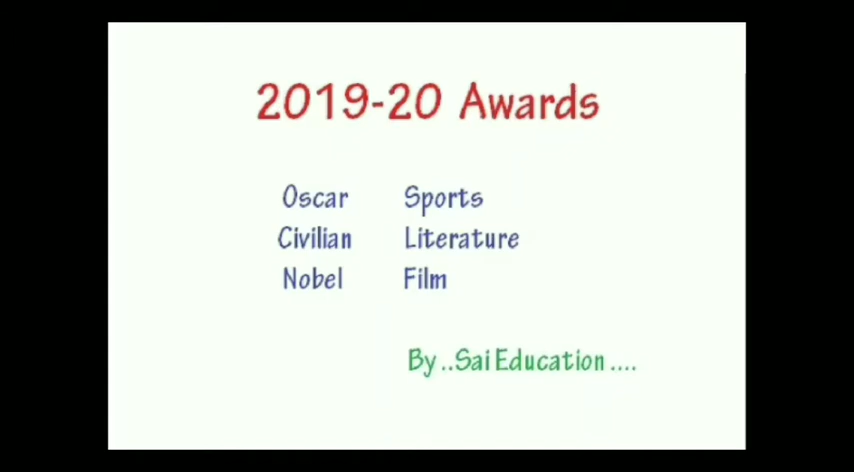 2019-20 Awards
Oscar Sports
Civilian Literature
Nobel Film
By ..Sai Education ....